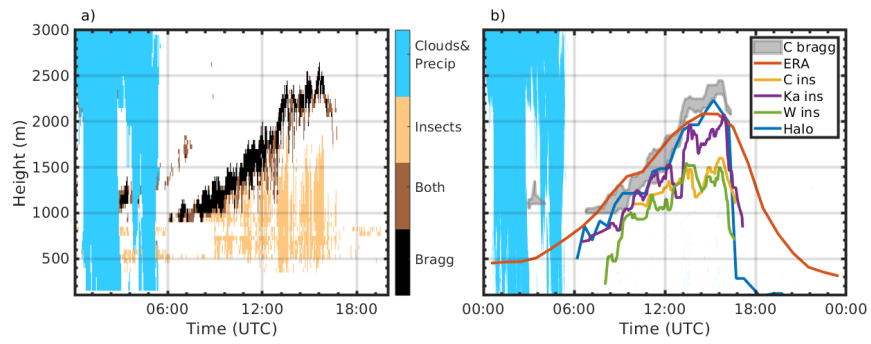 a)
3000
2500
2000
1500
1000
500
Height (m)
06:00
12:00
18:00
Time (UTC)
Clouds&
Precip
Insects
Both
Bragg
b)
C bragg
ERA
C ins
Ka ins
W ins
Halo
00:00
06:00
12:00
18:00
00:00
Time (UTC)